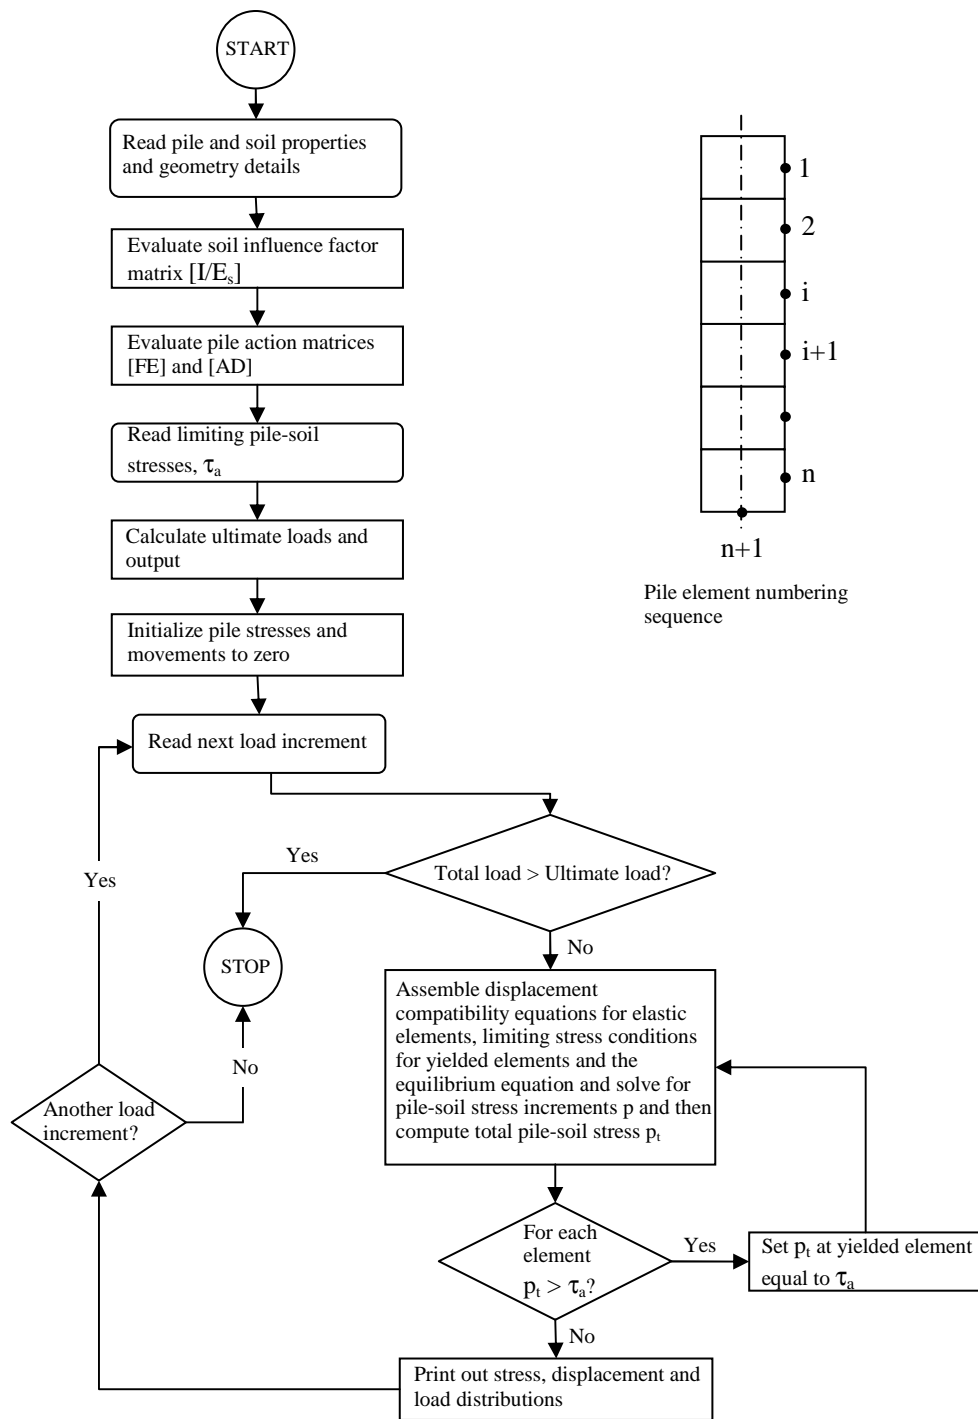 START
Read pile and soil properties
and geometry details
Evaluate soil influence factor
matrix [I/Eₛ]
Evaluate pile action matrices
[FE] and [AD]
Read limiting pile-soil
stresses, τₐ
Calculate ultimate loads and
output
Initialize pile stresses and
movements to zero
Read next load increment
Total load > Ultimate load?
Yes
STOP
No
Assemble displacement
compatibility equations for elastic
elements, limiting stress conditions
for yielded elements and the
equilibrium equation and solve for
pile-soil stress increments p and then
compute total pile-soil stress pₜ
For each
element
pₜ > τₐ?
Yes
Set pₜ at yielded element
equal to τₐ
No
Print out stress, displacement and
load distributions
Another load
increment?
No
Yes
1
2
i
i+1
n
n+1
Pile element numbering
sequence